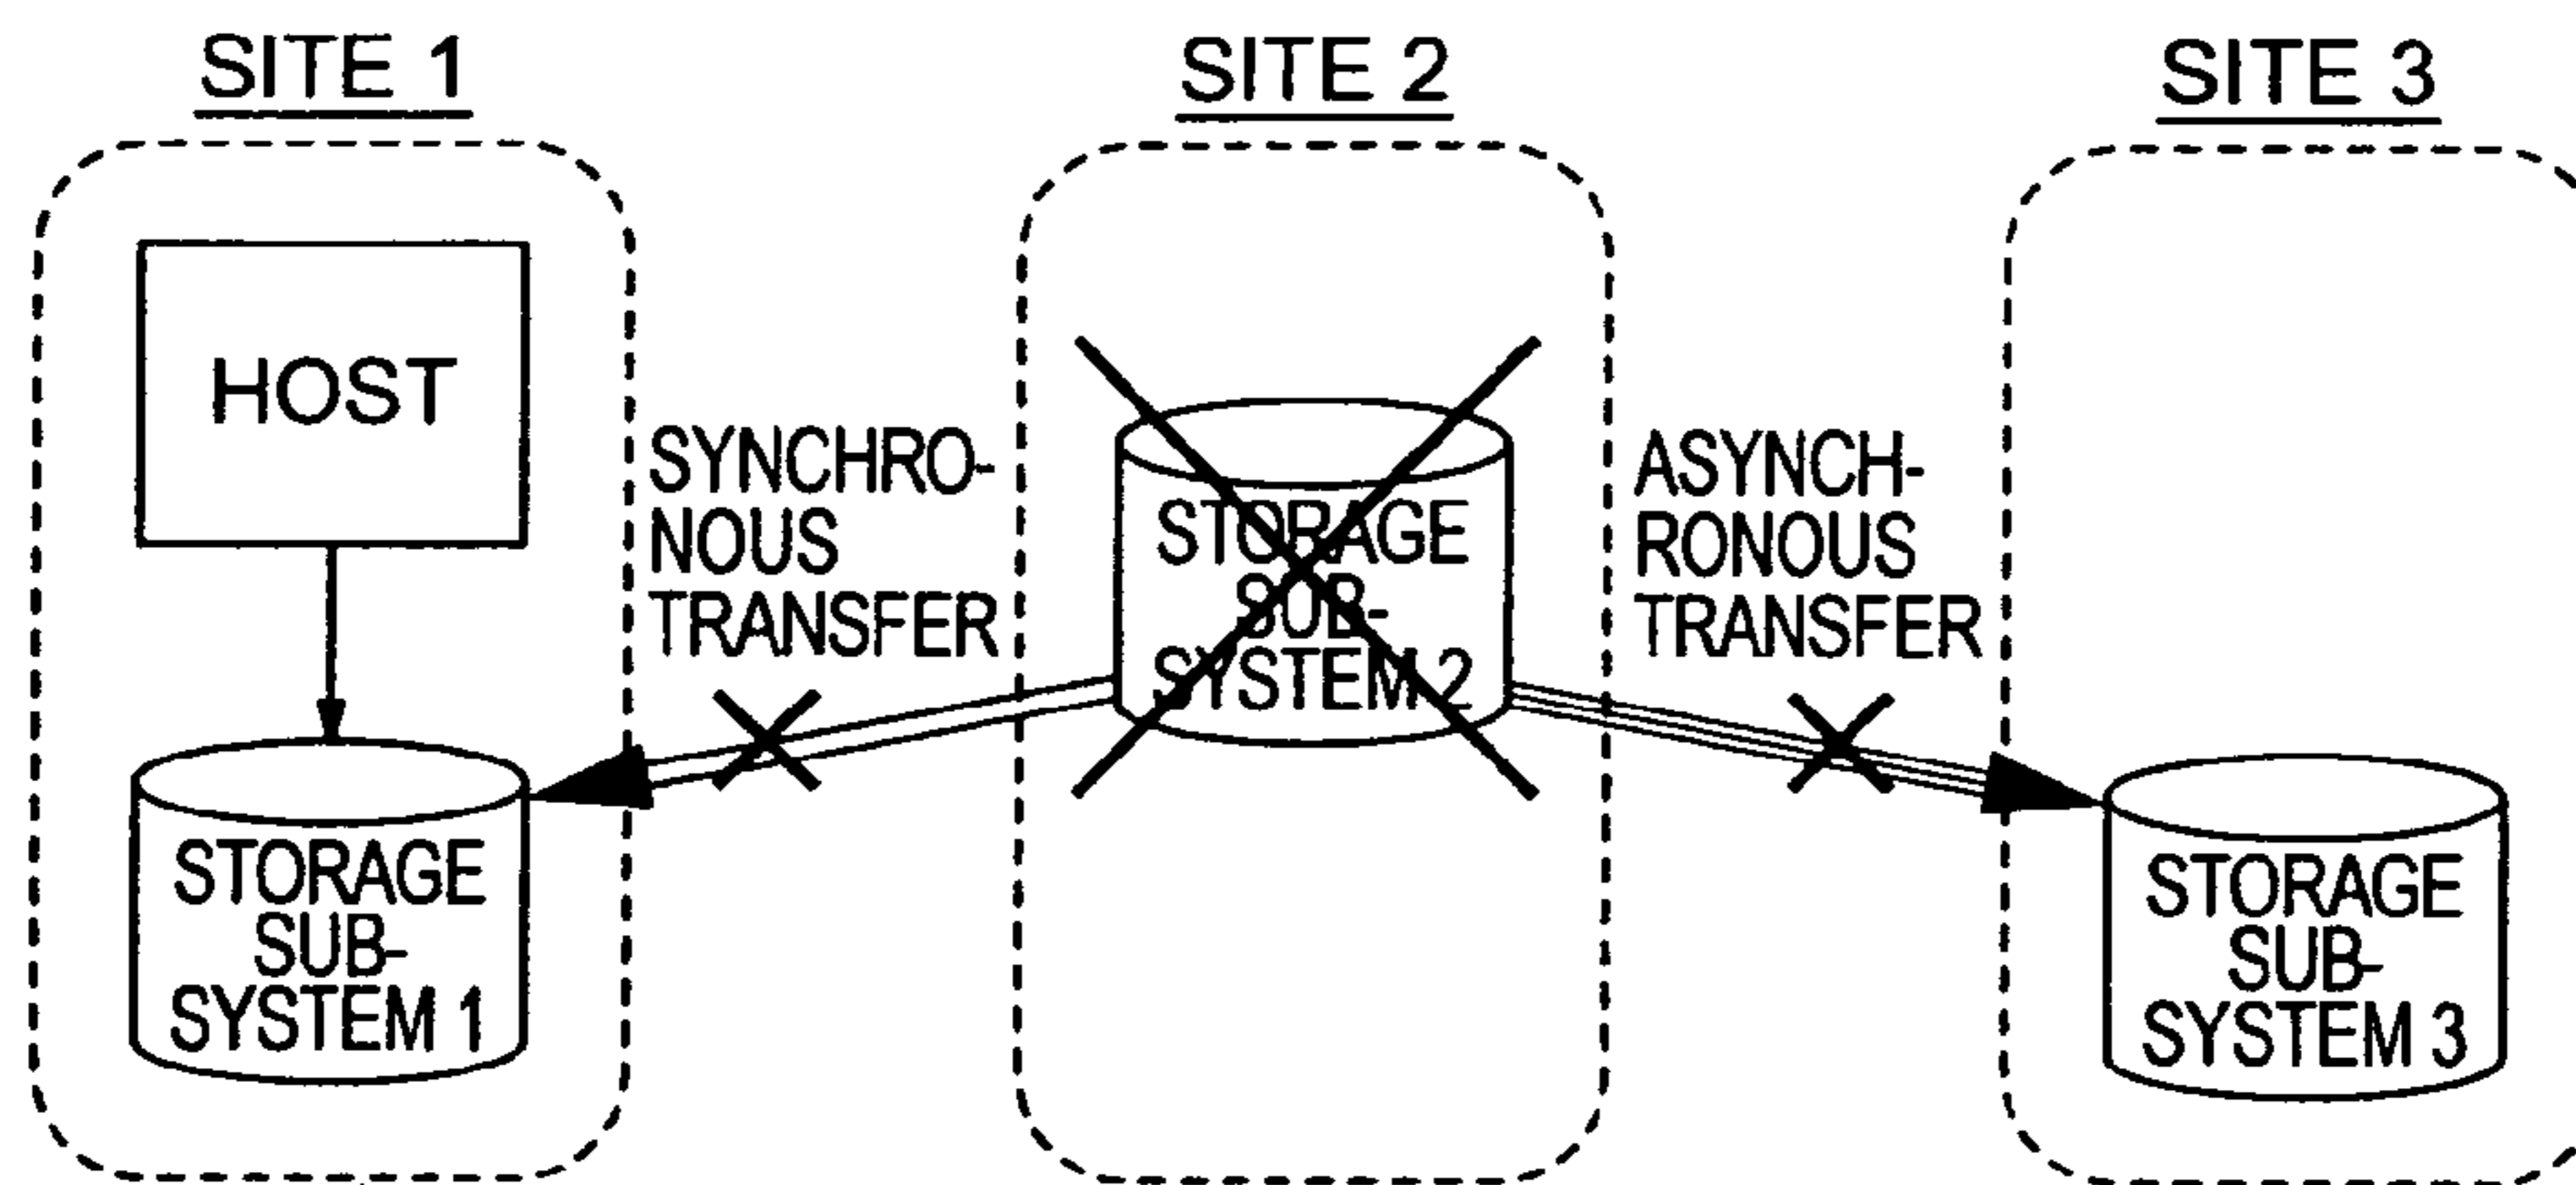 SITE 1
SITE 2
SITE 3
HOST
SYNCHRO-
NOUS
TRANSFER
STORAGE
SUB-
SYSTEM 2
ASYNCH-
RONOUS
TRANSFER
STORAGE
SUB-
SYSTEM 1
STORAGE
SUB-
SYSTEM 3